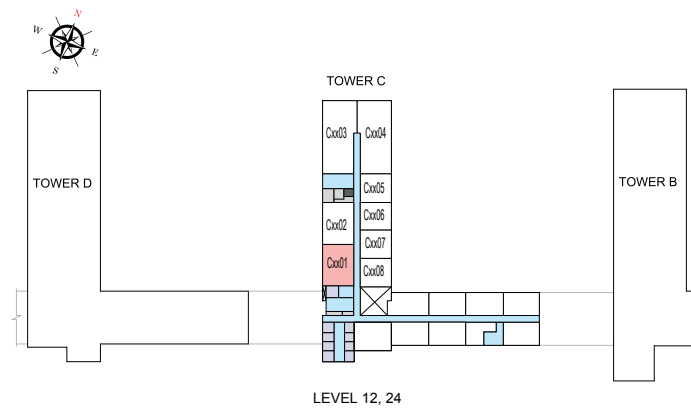 N
W
E
S
TOWER C
Cxx03
Cxx04
TOWER D
TOWER B
Cxx05
Cxx02
Cxx06
Cxx07
Cxx01
Cxx08
LEVEL 12, 24